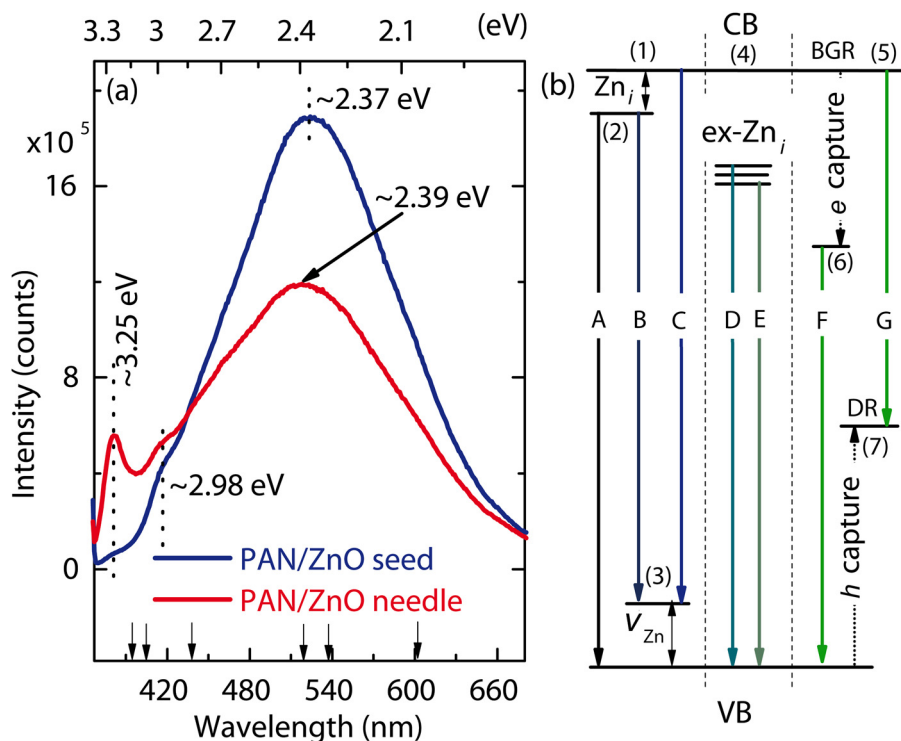 3.3 3 2.7 2.4 2.1 (eV)
(a)
~2.37 eV
x10 5
16
~2.39 eV
~3.25 eV
8
~2.98 eV
0
PAN/ZnO seed
PAN/ZnO needle
Intensity (counts)
420 480 540 600 660
Wavelength (nm)
CB
(1) (4) BGR (5)
(b)
Zn i
(2)
ex-Zn i
e capture
(6)
A B C D E F G
DR
(7)
(3)
V Zn
h capture
VB